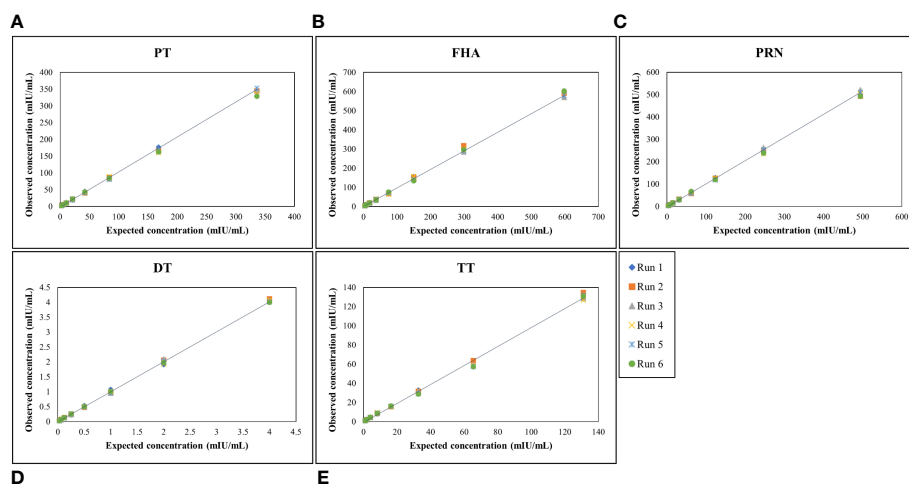 A
B
C
PT
Observed concentration (mIU/mL)
400
350
300
250
200
150
100
50
0
0 50 100 150 200 250 300 350 400
Expected concentration (mIU/mL)
FHA
Observed concentration (mIU/mL)
700
600
500
400
300
200
100
0
0 100 200 300 400 500 600 700
Expected concentration (mIU/mL)
PRN
Observed concentration (mIU/mL)
600
500
400
300
200
100
0
0 100 200 300 400 500 600
Expected concentration (mIU/mL)
DT
Observed concentration (mIU/mL)
4.5
4
3.5
3
2.5
2
1.5
1
0.5
0
0 0.5 1 1.5 2 2.5 3 3.5 4 4.5
Expected concentration (mIU/mL)
TT
Observed concentration (mIU/mL)
140
120
100
80
60
40
20
0
0 20 40 60 80 100 120 140
Expected concentration (mIU/mL)
Run 1
Run 2
Run 3
Run 4
Run 5
Run 6
D
E